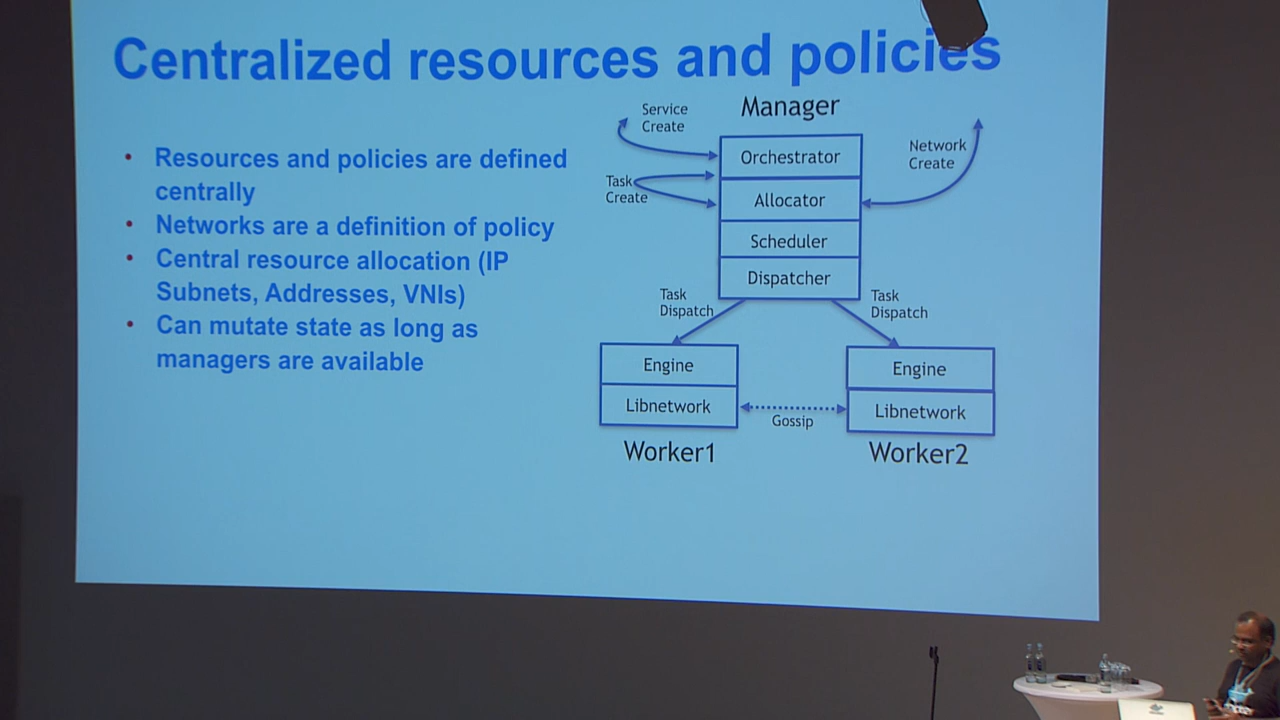 Centralized resources and policies
• Resources and policies are defined
centrally
• Networks are a definition of policy
• Central resource allocation (IP
Subnets, Addresses, VNIs)
• Can mutate state as long as
managers are available
Manager
Service
Create
Network
Create
Task
Create
Orchestrator
Allocator
Scheduler
Dispatcher
Task
Dispatch
Task
Dispatch
Engine
Libnetwork
Worker1
Gossip
Engine
Libnetwork
Worker2